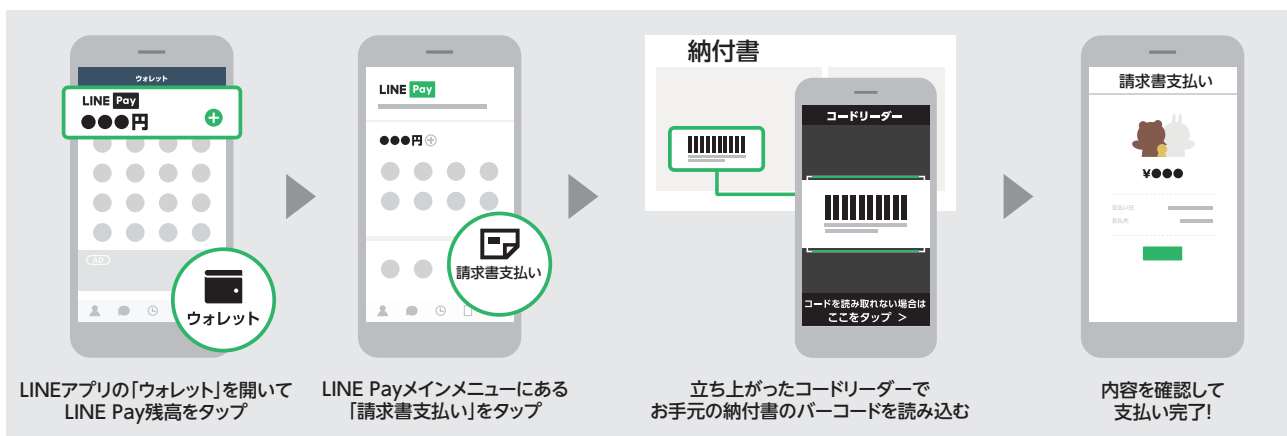 ウォレット
LINE Pay
●●●円
AD
ウォレット
LINEアプリの「ウォレット」を開いて
LINE Pay残高をタップ
LINE Pay
●●●円
請求書支払い
LINE Payメインメニューにある
「請求書支払い」をタップ
納付書
コードリーダー
コードを読み取れない場合は
ここをタップ >
立ち上がったコードリーダーで
お手元の納付書のバーコードを読み込む
請求書支払い
¥●●●
支払い日
支払先
内容を確認して
支払い完了!